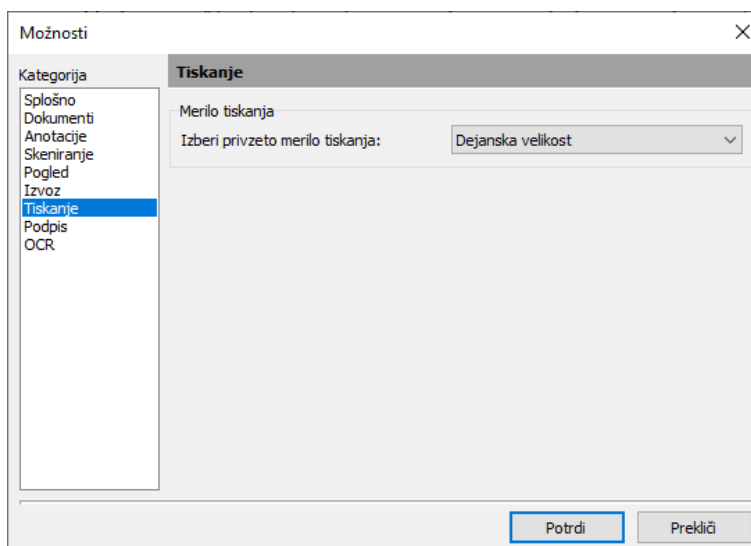 Možnosti
Kategorija
Splošno
Dokumenti
Anotacije
Skeniranje
Pogled
Izvoz
Tiskanje
Podpis
OCR
Tiskanje
Merilo tiskanja
Izberi privzeto merilo tiskanja: Dejanska velikost
Potrdi Prekliči